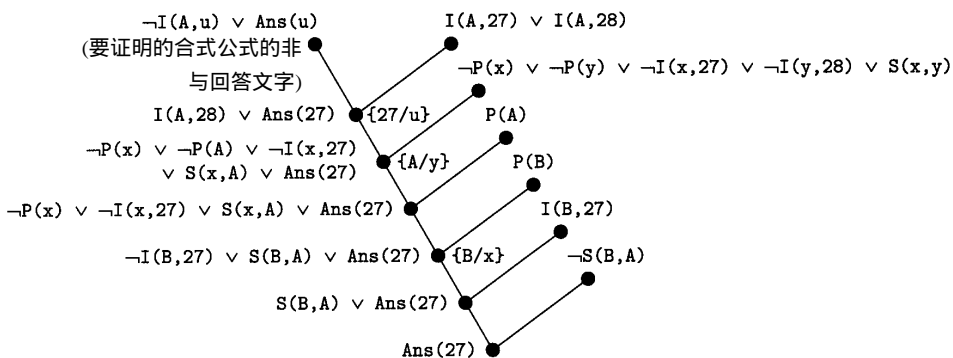 ¬I(A,u) ∨ Ans(u)
I(A,27) ∨ I(A,28)
(要证明的合式公式的非
与回答文字)
¬P(x) ∨ ¬P(y) ∨ ¬I(x,27) ∨ ¬I(y,28) ∨ S(x,y)
I(A,28) ∨ Ans(27)
{27/u}
P(A)
¬P(x) ∨ ¬P(A) ∨ ¬I(x,27)
∨ S(x,A) ∨ Ans(27)
{A/y}
P(B)
¬P(x) ∨ ¬I(x,27) ∨ S(x,A) ∨ Ans(27)
I(B,27)
¬I(B,27) ∨ S(B,A) ∨ Ans(27)
{B/x}
¬S(B,A)
S(B,A) ∨ Ans(27)
Ans(27)